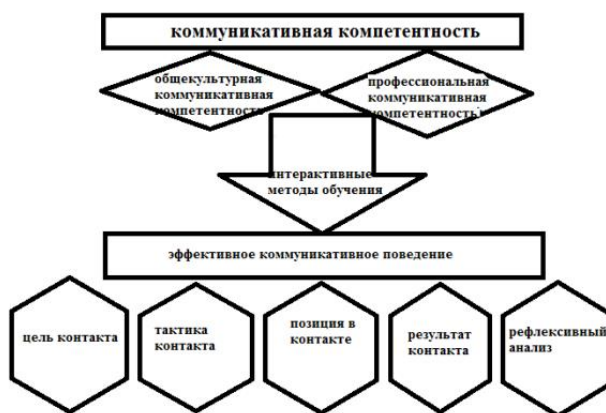 коммуникативная компетентность
общекультурная
коммуникативная
компетентность
профессиональная
коммуникативная
компетентность)
интерактивные
методы обучения
эффективное коммуникативное поведение
цель контакта
тактика
контакта
позиция в
контакте
результат
контакта
рефлексивный
анализ